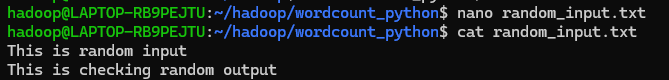 hadoop@LAPTOP-RB9PEJTU:~/hadoop/wordcount_python$ nano random_input.txt
hadoop@LAPTOP-RB9PEJTU:~/hadoop/wordcount_python$ cat random_input.txt
This is random input
This is checking random output